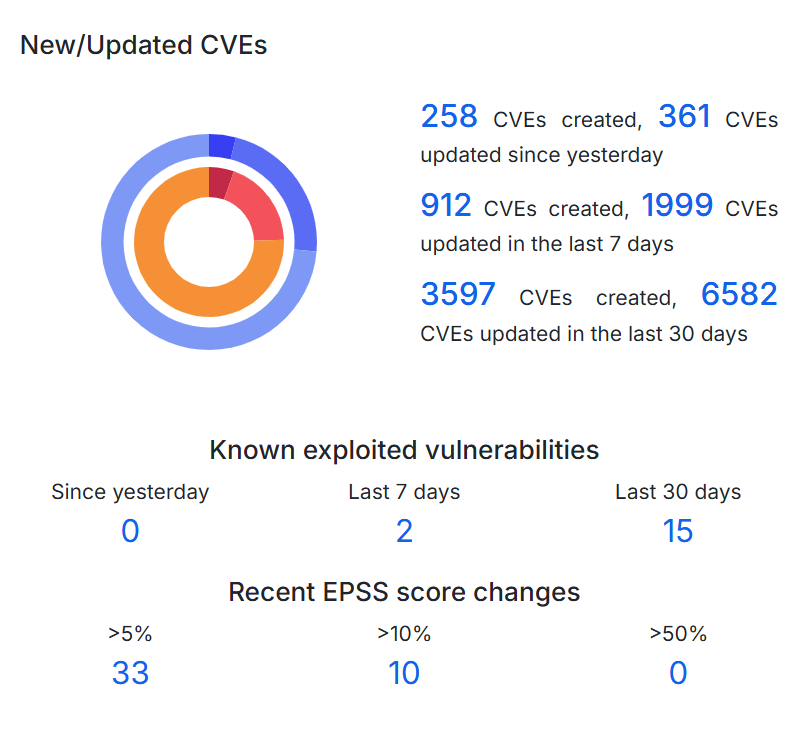 New/Updated CVEs
258 CVEs created, 361 CVEs
updated since yesterday
912 CVEs created, 1999 CVEs
updated in the last 7 days
3597 CVEs created, 6582
CVEs updated in the last 30 days
Known exploited vulnerabilities
Since yesterday Last 7 days Last 30 days
0 2 15
Recent EPSS score changes
>5% >10% >50%
33 10 0